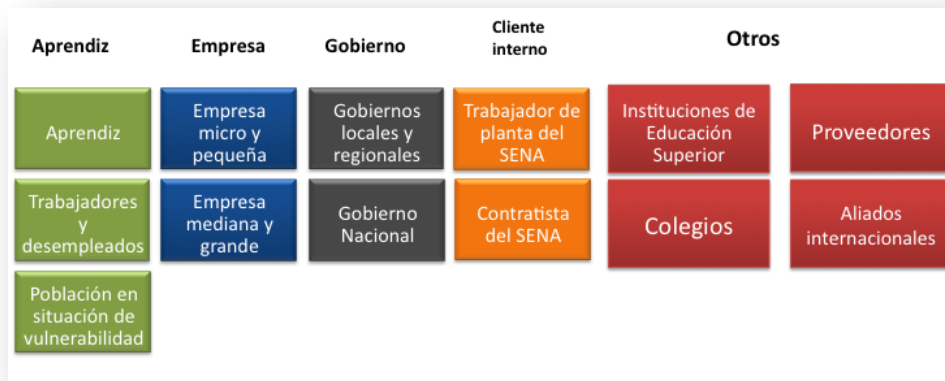 Aprendiz
Empresa
Gobierno
Cliente
interno
Otros
Aprendiz
Empresa
micro y
pequeña
Gobiernos
locales y
regionales
Trabajador de
planta del
SENA
Instituciones de
Educación
Superior
Proveedores
Trabajadores
y
desempleados
Empresa
mediana y
grande
Gobierno
Nacional
Contratista
del SENA
Colegios
Aliados
internacionales
Población en
situación de
vulnerabilidad